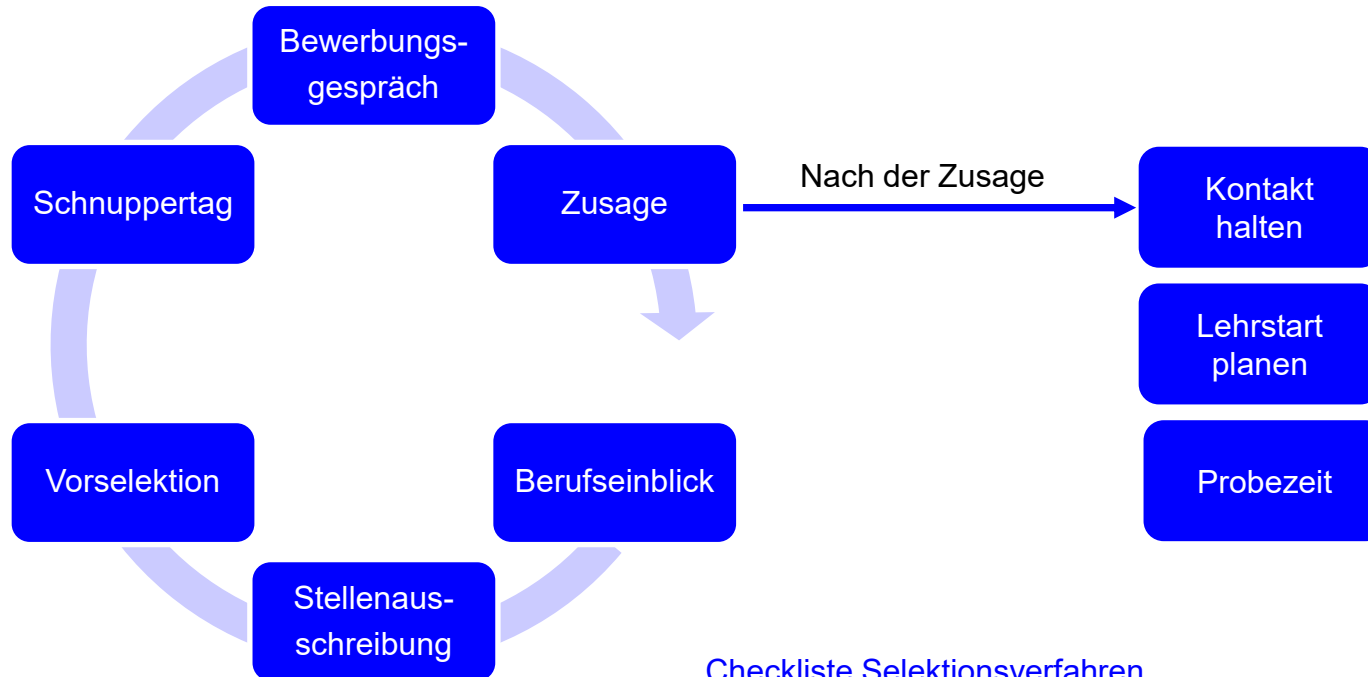 Bewerbungs-
gespräch
Schnuppertag
Zusage
Nach der Zusage
Kontakt
halten
Lehrstart
planen
Vorselektion
Berufseinblick
Probezeit
Stellenaus-
schreibung
Checkliste Selektionsverfahren